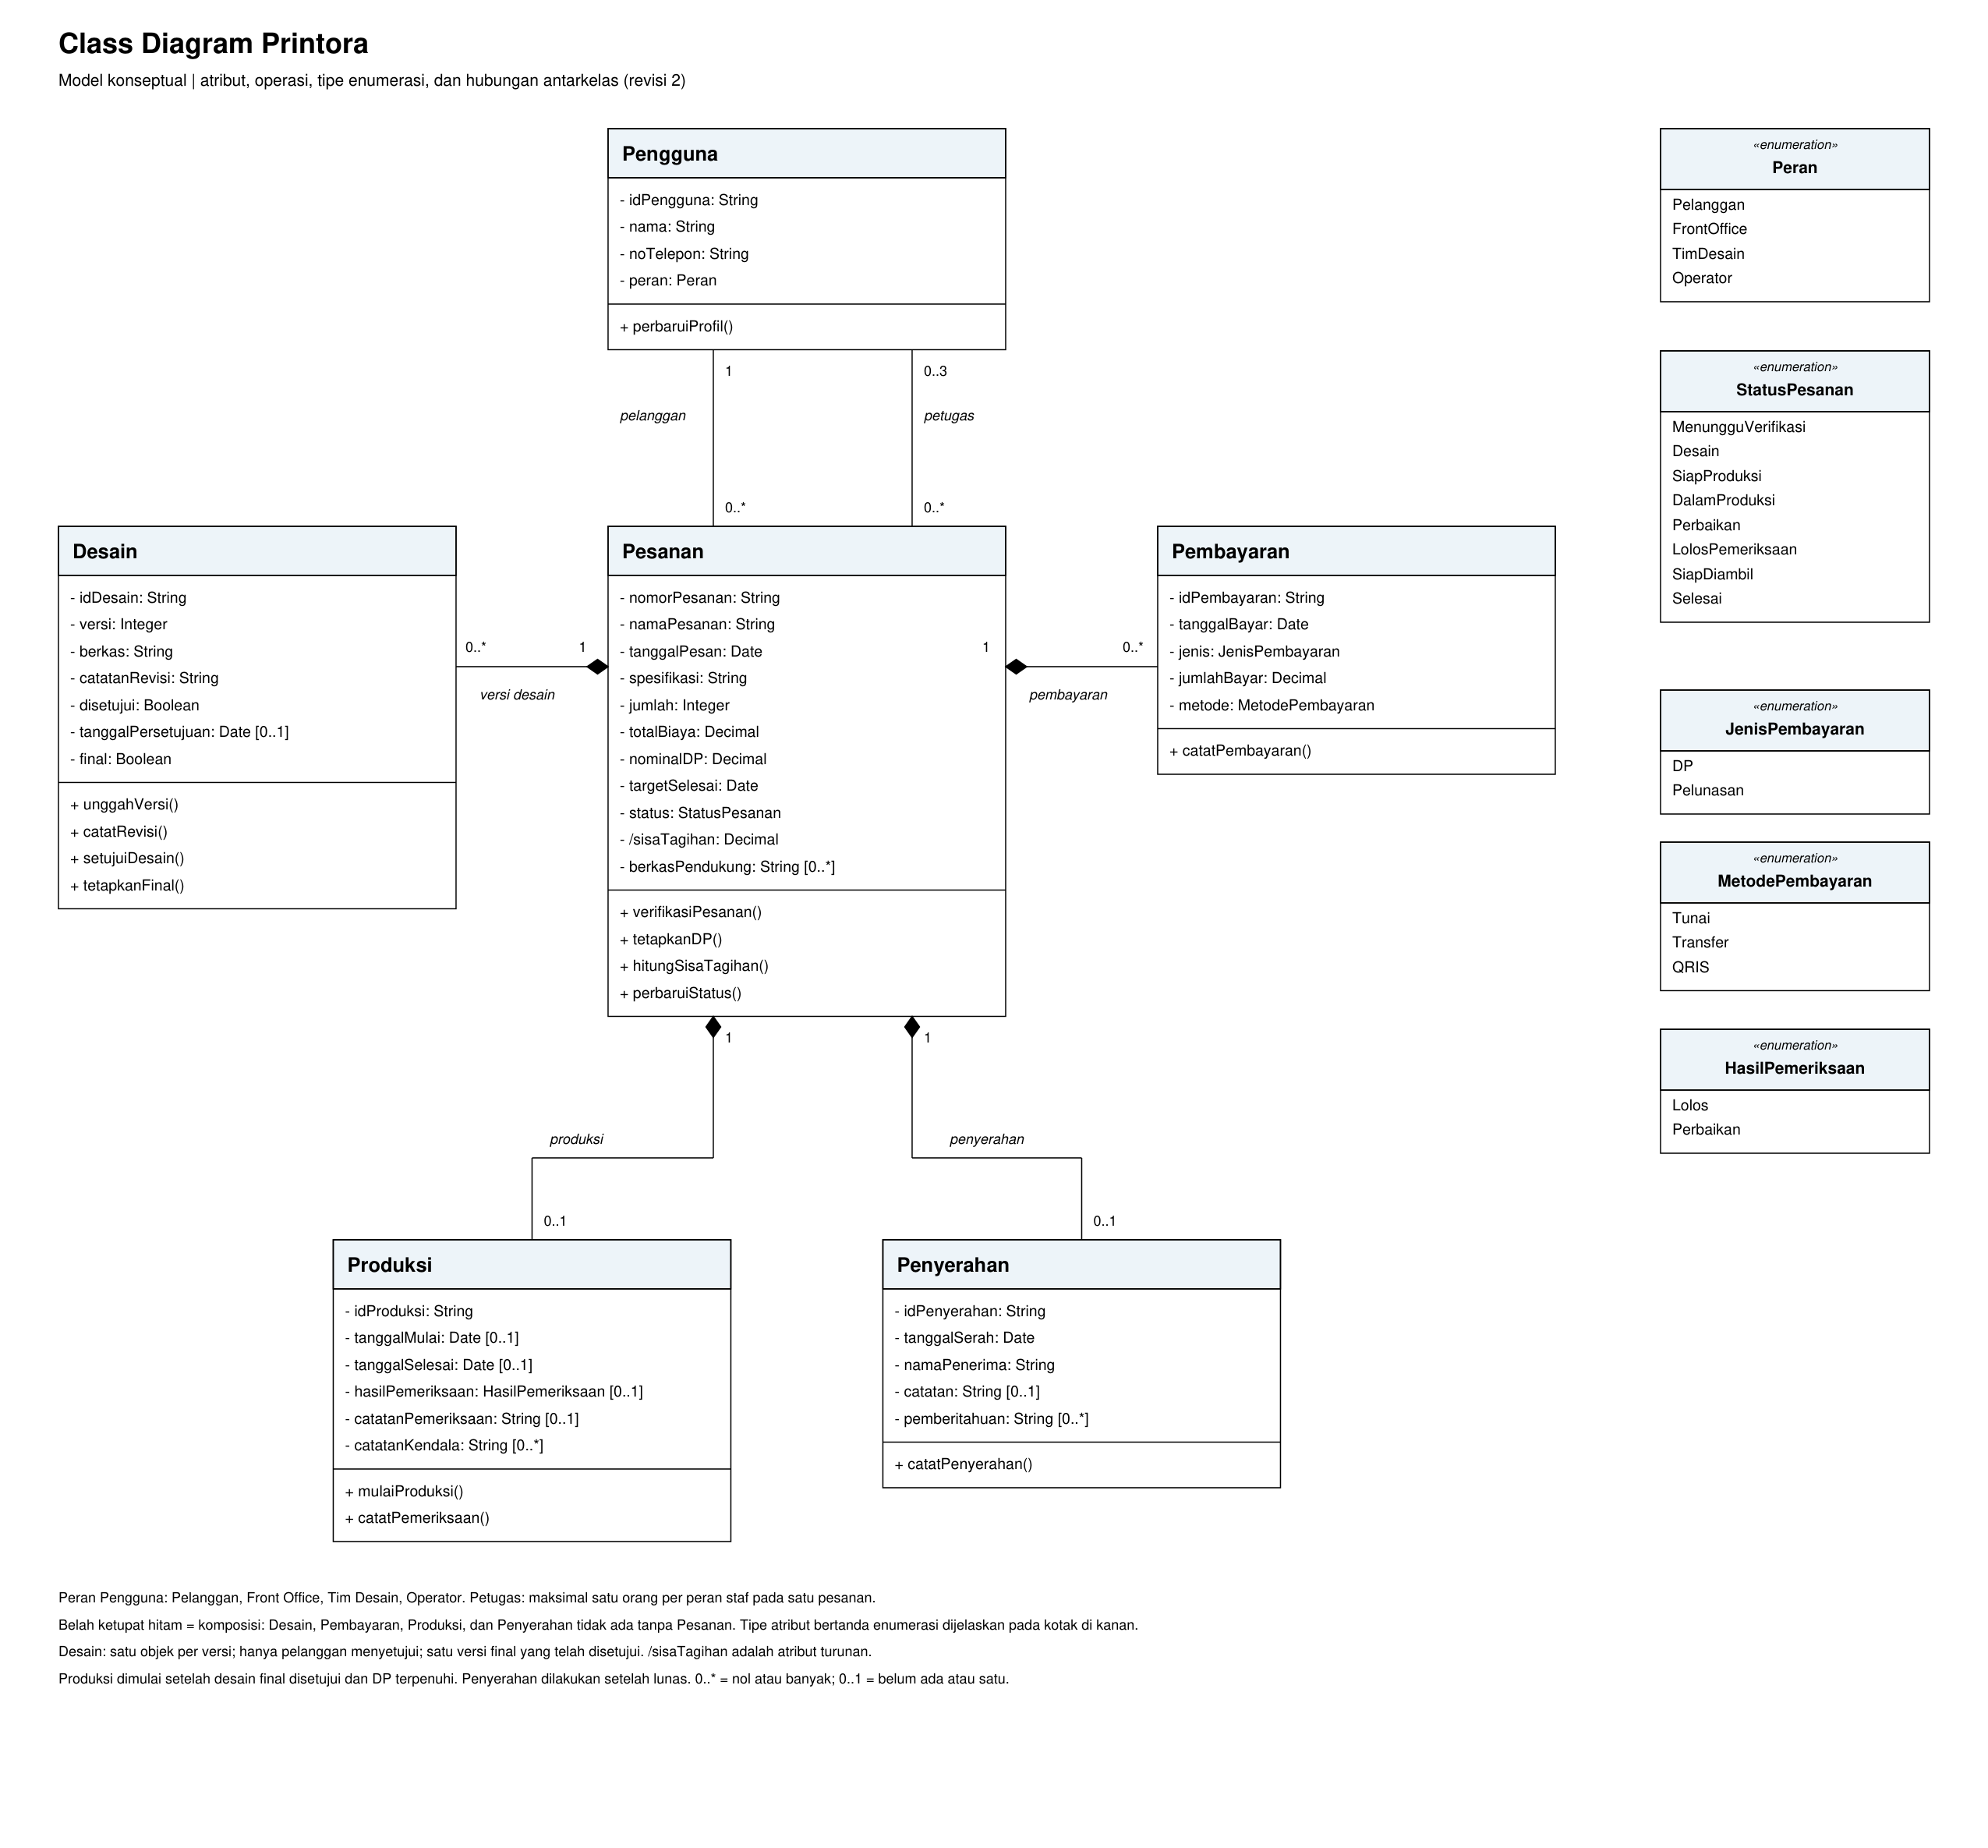 Class Diagram Printora
Model konseptual | atribut, operasi, tipe enumerasi, dan hubungan antarkelas (revisi 2)
Pengguna
- idPengguna: String
- nama: String
- noTelepon: String
- peran: Peran
+ perbaruiProfil()
1
0..3
pelanggan
petugas
0..*
0..*
Desain
- idDesain: String
- versi: Integer
- berkas: String
- catatanRevisi: String
- disetujui: Boolean
- tanggalPersetujuan: Date [0..1]
- final: Boolean
+ unggahVersi()
+ catatRevisi()
+ setujuiDesain()
+ tetapkanFinal()
0..*
1
versi desain
Pesanan
- nomorPesanan: String
- namaPesanan: String
- tanggalPesan: Date
- spesifikasi: String
- jumlah: Integer
- totalBiaya: Decimal
- nominalDP: Decimal
- targetSelesai: Date
- status: StatusPesanan
- /sisaTagihan: Decimal
- berkasPendukung: String [0..*]
+ verifikasiPesanan()
+ tetapkanDP()
+ hitungSisaTagihan()
+ perbaruiStatus()
1
0..*
pembayaran
Pembayaran
- idPembayaran: String
- tanggalBayar: Date
- jenis: JenisPembayaran
- jumlahBayar: Decimal
- metode: MetodePembayaran
+ catatPembayaran()
1
1
produksi
penyerahan
0..1
0..1
Produksi
- idProduksi: String
- tanggalMulai: Date [0..1]
- tanggalSelesai: Date [0..1]
- hasilPemeriksaan: HasilPemeriksaan [0..1]
- catatanPemeriksaan: String [0..1]
- catatanKendala: String [0..*]
+ mulaiProduksi()
+ catatPemeriksaan()
Penyerahan
- idPenyerahan: String
- tanggalSerah: Date
- namaPenerima: String
- catatan: String [0..1]
- pemberitahuan: String [0..*]
+ catatPenyerahan()
«enumeration»
Peran
Pelanggan
FrontOffice
TimDesain
Operator
«enumeration»
StatusPesanan
MenungguVerifikasi
Desain
SiapProduksi
DalamProduksi
Perbaikan
LolosPemeriksaan
SiapDiambil
Selesai
«enumeration»
JenisPembayaran
DP
Pelunasan
«enumeration»
MetodePembayaran
Tunai
Transfer
QRIS
«enumeration»
HasilPemeriksaan
Lolos
Perbaikan
Peran Pengguna: Pelanggan, Front Office, Tim Desain, Operator. Petugas: maksimal satu orang per peran staf pada satu pesanan.
Belah ketupat hitam = komposisi: Desain, Pembayaran, Produksi, dan Penyerahan tidak ada tanpa Pesanan. Tipe atribut bertanda enumerasi dijelaskan pada kotak di kanan.
Desain: satu objek per versi; hanya pelanggan menyetujui; satu versi final yang telah disetujui. /sisaTagihan adalah atribut turunan.
Produksi dimulai setelah desain final disetujui dan DP terpenuhi. Penyerahan dilakukan setelah lunas. 0..* = nol atau banyak; 0..1 = belum ada atau satu.